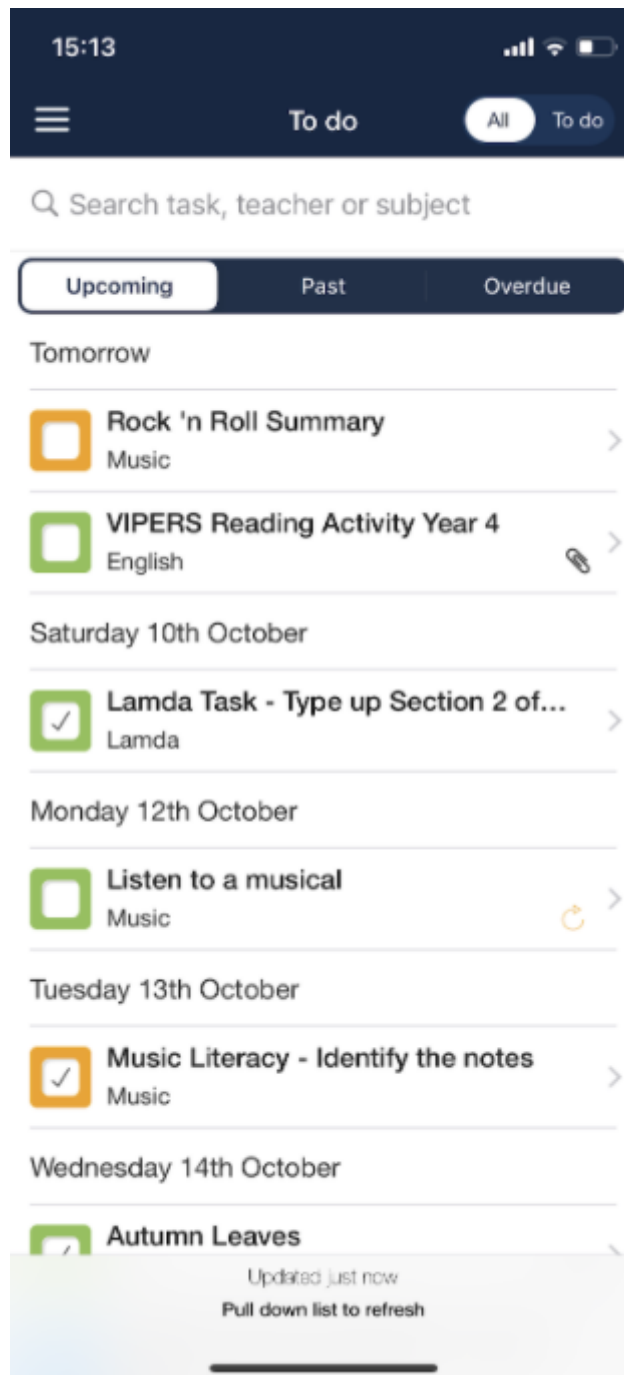 15:13
To do
All
To do
Search task, teacher or subject
Upcoming
Past
Overdue
Tomorrow
Rock 'n Roll Summary
Music
VIPERS Reading Activity Year 4
English
Saturday 10th October
Lamda Task - Type up Section 2 of...
Lamda
Monday 12th October
Listen to a musical
Music
Tuesday 13th October
Music Literacy - Identify the notes
Music
Wednesday 14th October
Autumn Leaves
Updated just now
Pull down list to refresh